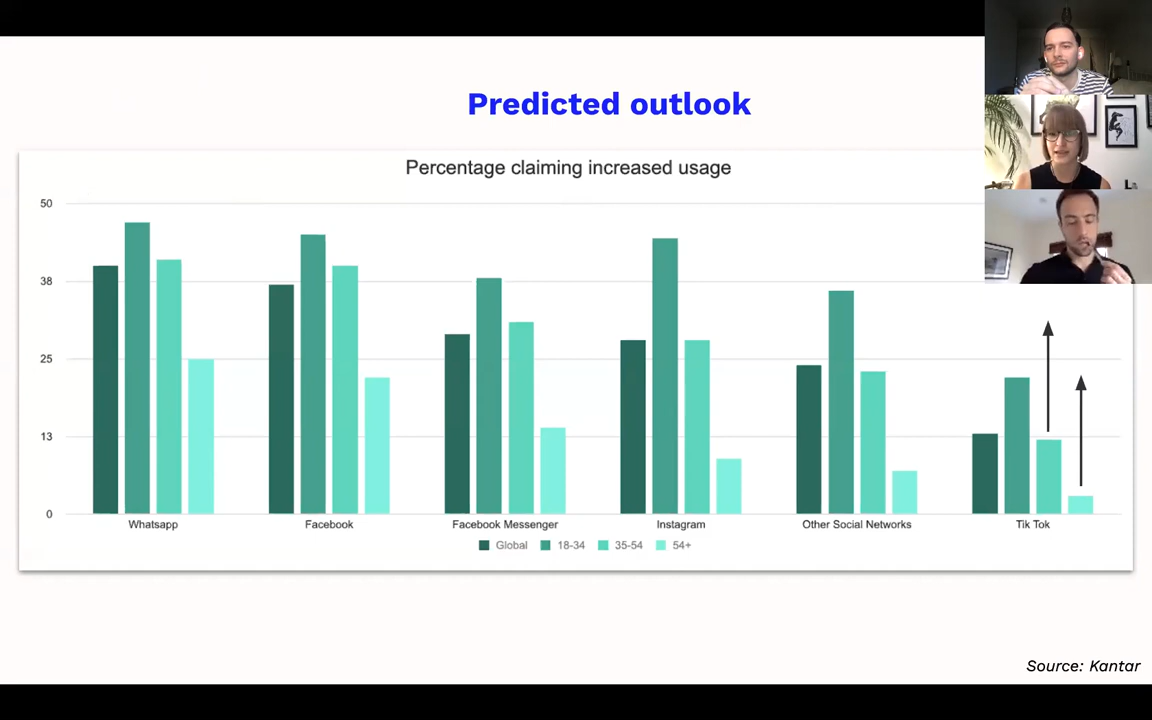 Predicted outlook
Percentage claiming increased usage
50
38
25
13
0
Whatsapp Facebook Facebook Messenger Instagram Other Social Networks Tik Tok
Global 18-34 35-54 54+
Source: Kantar